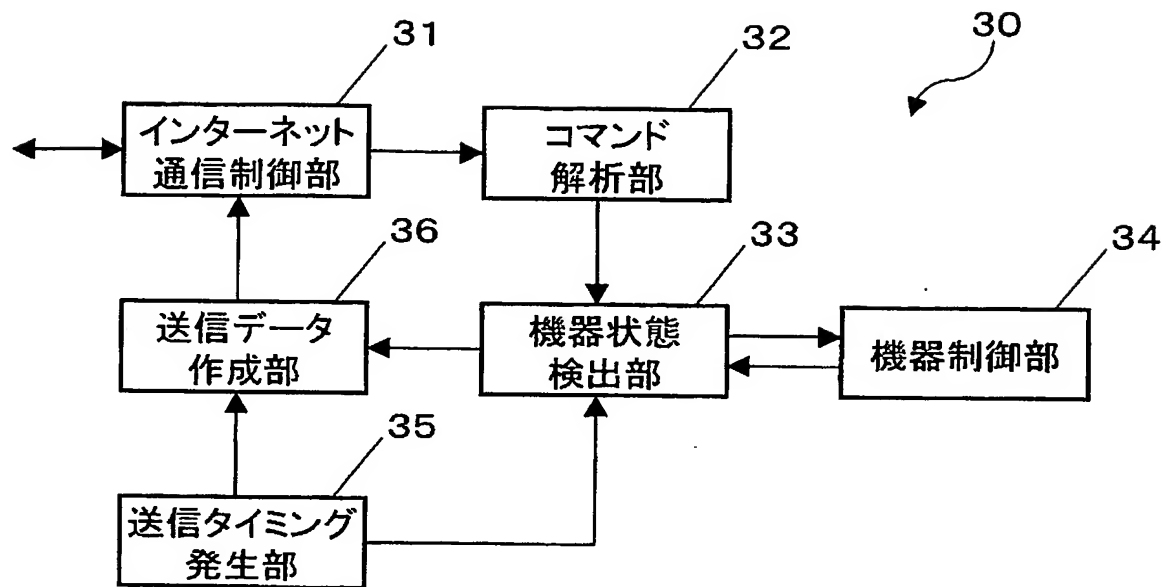 30
31
インターネット
通信制御部
32
コマンド
解析部
36
送信データ
作成部
33
機器状態
検出部
34
機器制御部
35
送信タイミング
発生部